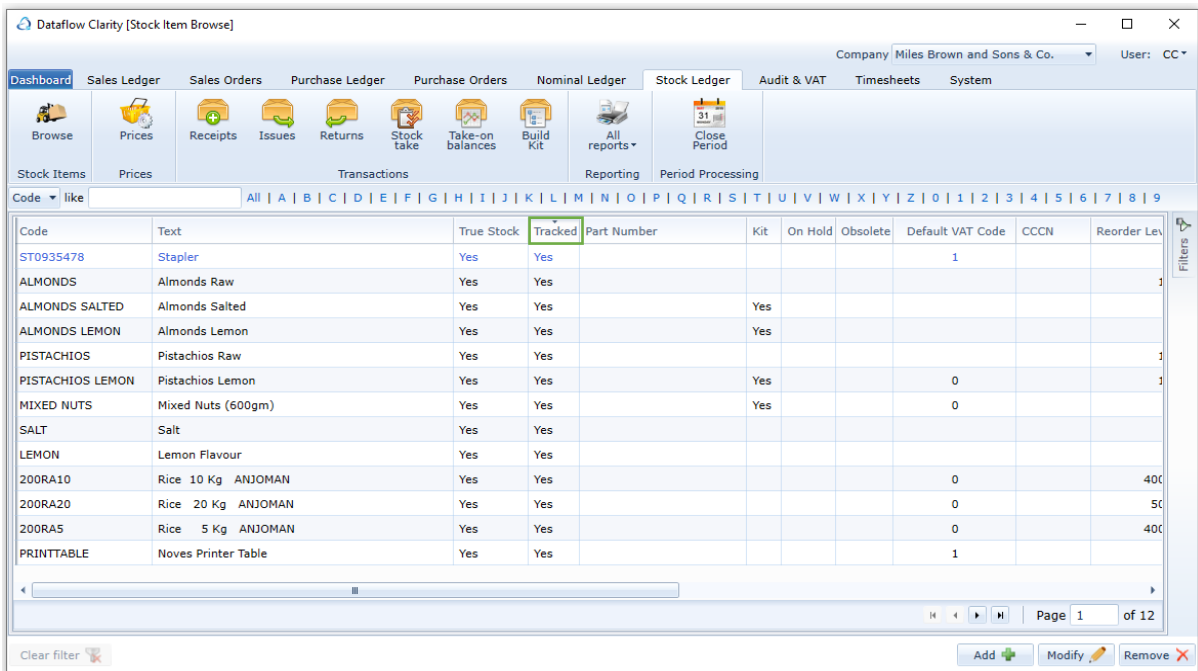 Dataflow Clarity [Stock Item Browse]
Company Miles Brown and Sons & Co. User: CC
Dashboard Sales Ledger Sales Orders Purchase Ledger Purchase Orders Nominal Ledger Stock Ledger Audit & VAT Timesheets System
Browse Prices Receipts Issues Returns Stock take Take-on balances Build Kit All reports 31 Close Period
Stock Items Prices Transactions Reporting Period Processing
Code like All | A | B | C | D | E | F | G | H | I | J | K | L | M | N | O | P | Q | R | S | T | U | V | W | X | Y | Z | 0 | 1 | 2 | 3 | 4 | 5 | 6 | 7 | 8 | 9
Code Text True Stock Tracked Part Number Kit On Hold Obsolete Default VAT Code CCCN Reorder Lev
Filters
ST0935478 Stapler Yes Yes 1
ALMONDS Almonds Raw Yes Yes 1
ALMONDS SALTED Almonds Salted Yes Yes Yes
ALMONDS LEMON Almonds Lemon Yes Yes Yes
PISTACHIOS Pistachios Raw Yes Yes 1
PISTACHIOS LEMON Pistachios Lemon Yes Yes Yes 0 1
MIXED NUTS Mixed Nuts (600gm) Yes Yes Yes 0
SALT Salt Yes Yes
LEMON Lemon Flavour Yes Yes
200RA10 Rice 10 Kg ANJOMAN Yes Yes 0 400
200RA20 Rice 20 Kg ANJOMAN Yes Yes 0 50
200RA5 Rice 5 Kg ANJOMAN Yes Yes 0 400
PRINTTABLE Noves Printer Table Yes Yes 1
Page 1 of 12
Clear filter Add Modify Remove